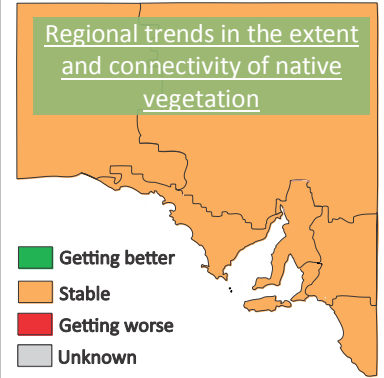 Regional trends in the extent
and connectivity of native
vegetation
Getting better
Stable
Getting worse
Unknown